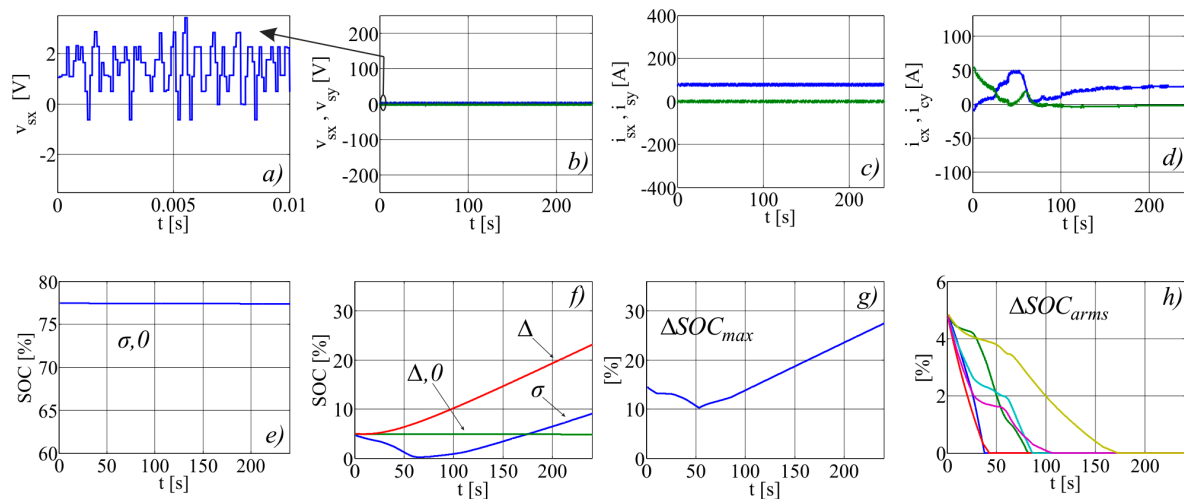 v_sx [V]
2
0
-2
0
0.005
0.01
t [s]
a)
v_sx , v_sy [V]
200
100
0
-100
-200
0
100
200
t [s]
b)
i_sx , i_sy [A]
400
200
0
-200
-400
0
100
200
t [s]
c)
i_cx , i_cy [A]
100
50
0
-50
-100
0
50
100
150
200
t [s]
d)
SOC [%]
80
75
70
65
60
σ,0
0
50
100
150
200
t [s]
e)
SOC [%]
30
20
10
0
Δ
Δ,0
σ
0
50
100
150
200
t [s]
f)
[%]
30
20
10
0
ΔSOC_max
0
50
100
150
200
t [s]
g)
[%]
6
4
2
0
ΔSOC_arms
0
50
100
150
200
t [s]
h)